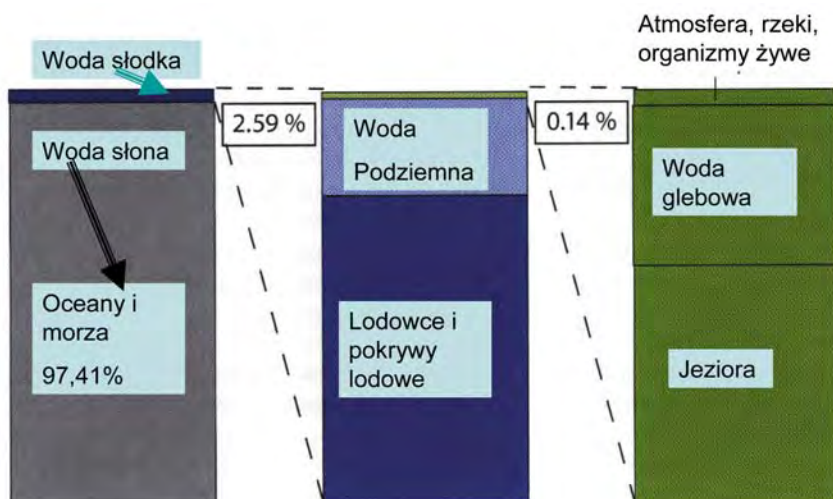 Woda słodka
Woda słona
Oceany i
morza
97,41%
2.59 %
Woda
Podziemna
Lodowce i
pokrywy
lodowe
0.14 %
Atmosfera, rzeki,
organizmy żywe
Woda
glebowa
Jeziora